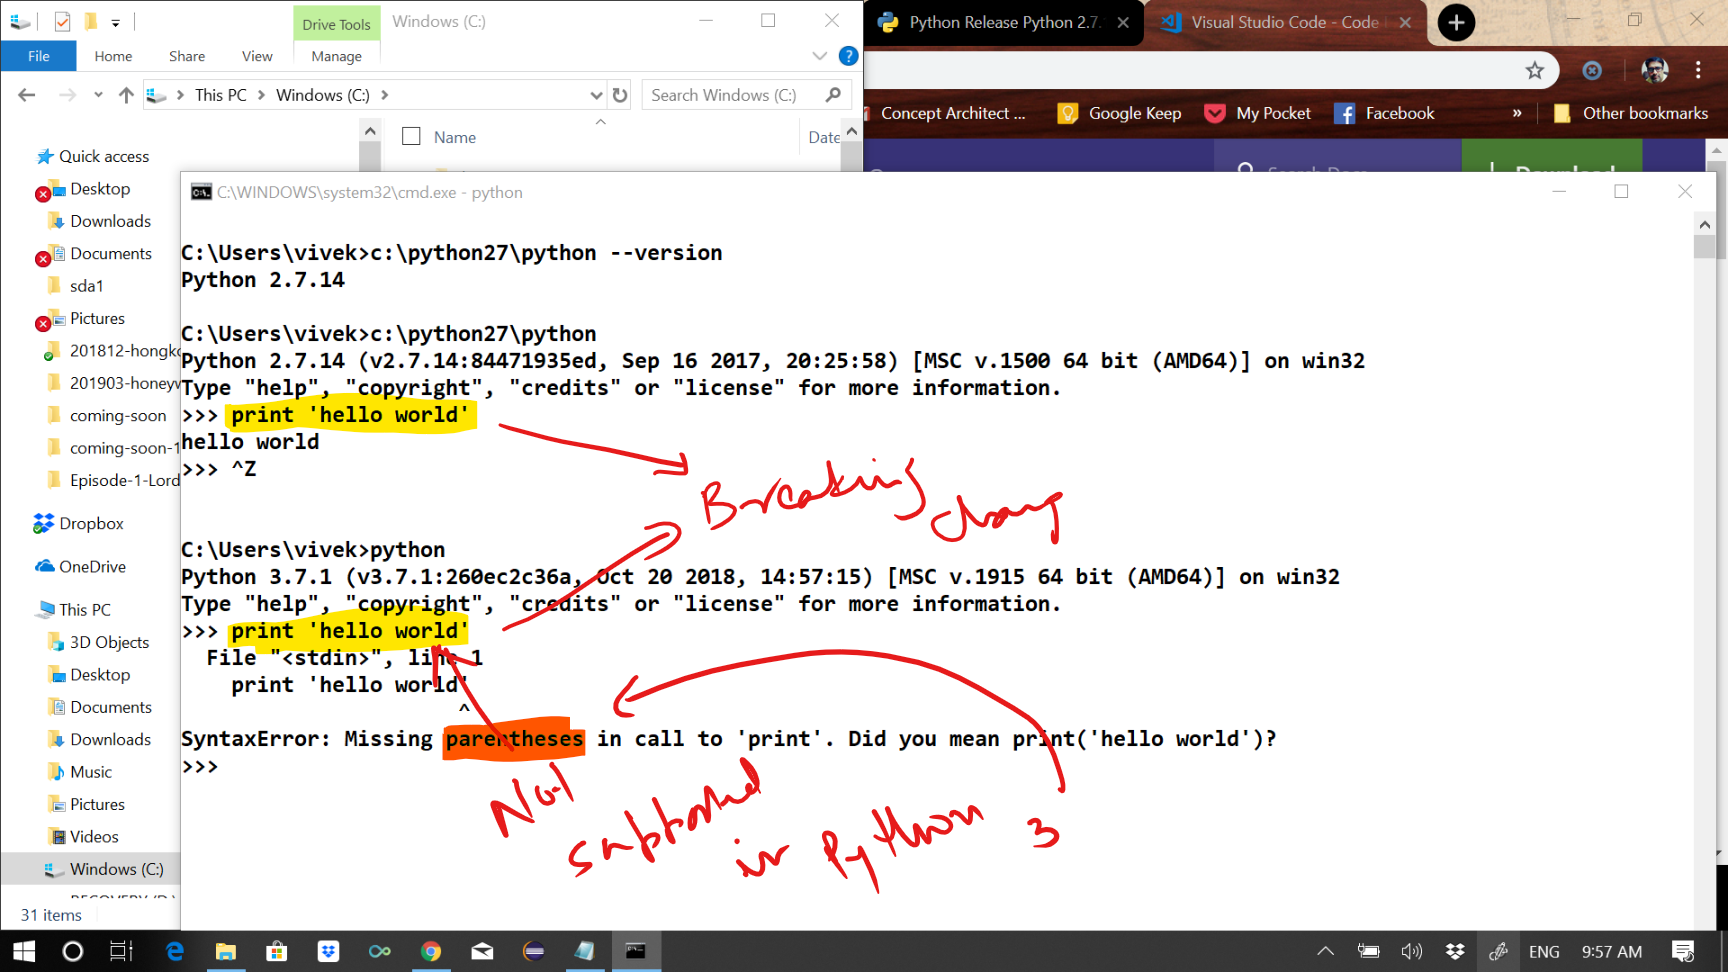 Drive Tools
Windows (C:)
Python Release Python 2.7.
Visual Studio Code - Code
File
Home
Share
View
Manage
This PC
Windows (C:)
Search Windows (C:)
Concept Architect ...
Google Keep
My Pocket
Facebook
»
Other bookmarks
Name
Date
Quick access
Desktop
Downloads
Documents
sda1
Pictures
201812-hongko
201903-honeyw
coming-soon
coming-soon-1
Episode-1-Lord
Dropbox
OneDrive
This PC
3D Objects
Desktop
Documents
Downloads
Music
Pictures
Videos
Windows (C:)
31 items
Search Docs
Download
C:\WINDOWS\system32\cmd.exe - python
C:\Users\vivek>c:\python27\python --version
Python 2.7.14
C:\Users\vivek>c:\python27\python
Python 2.7.14 (v2.7.14:84471935ed, Sep 16 2017, 20:25:58) [MSC v.1500 64 bit (AMD64)] on win32
Type "help", "copyright", "credits" or "license" for more information.
>>> print 'hello world'
hello world
>>> ^Z
Breaking
C:\Users\vivek>python
Python 3.7.1 (v3.7.1:260ec2c36a, Oct 20 2018, 14:57:15) [MSC v.1915 64 bit (AMD64)] on win32
Type "help", "copyright", "credits" or "license" for more information.
>>> print 'hello world'
File "<stdin>", line 1
print 'hello world'
^
SyntaxError: Missing parentheses in call to 'print'. Did you mean print('hello world')?
>>>
Not
in Python 3
ENG
9:57 AM